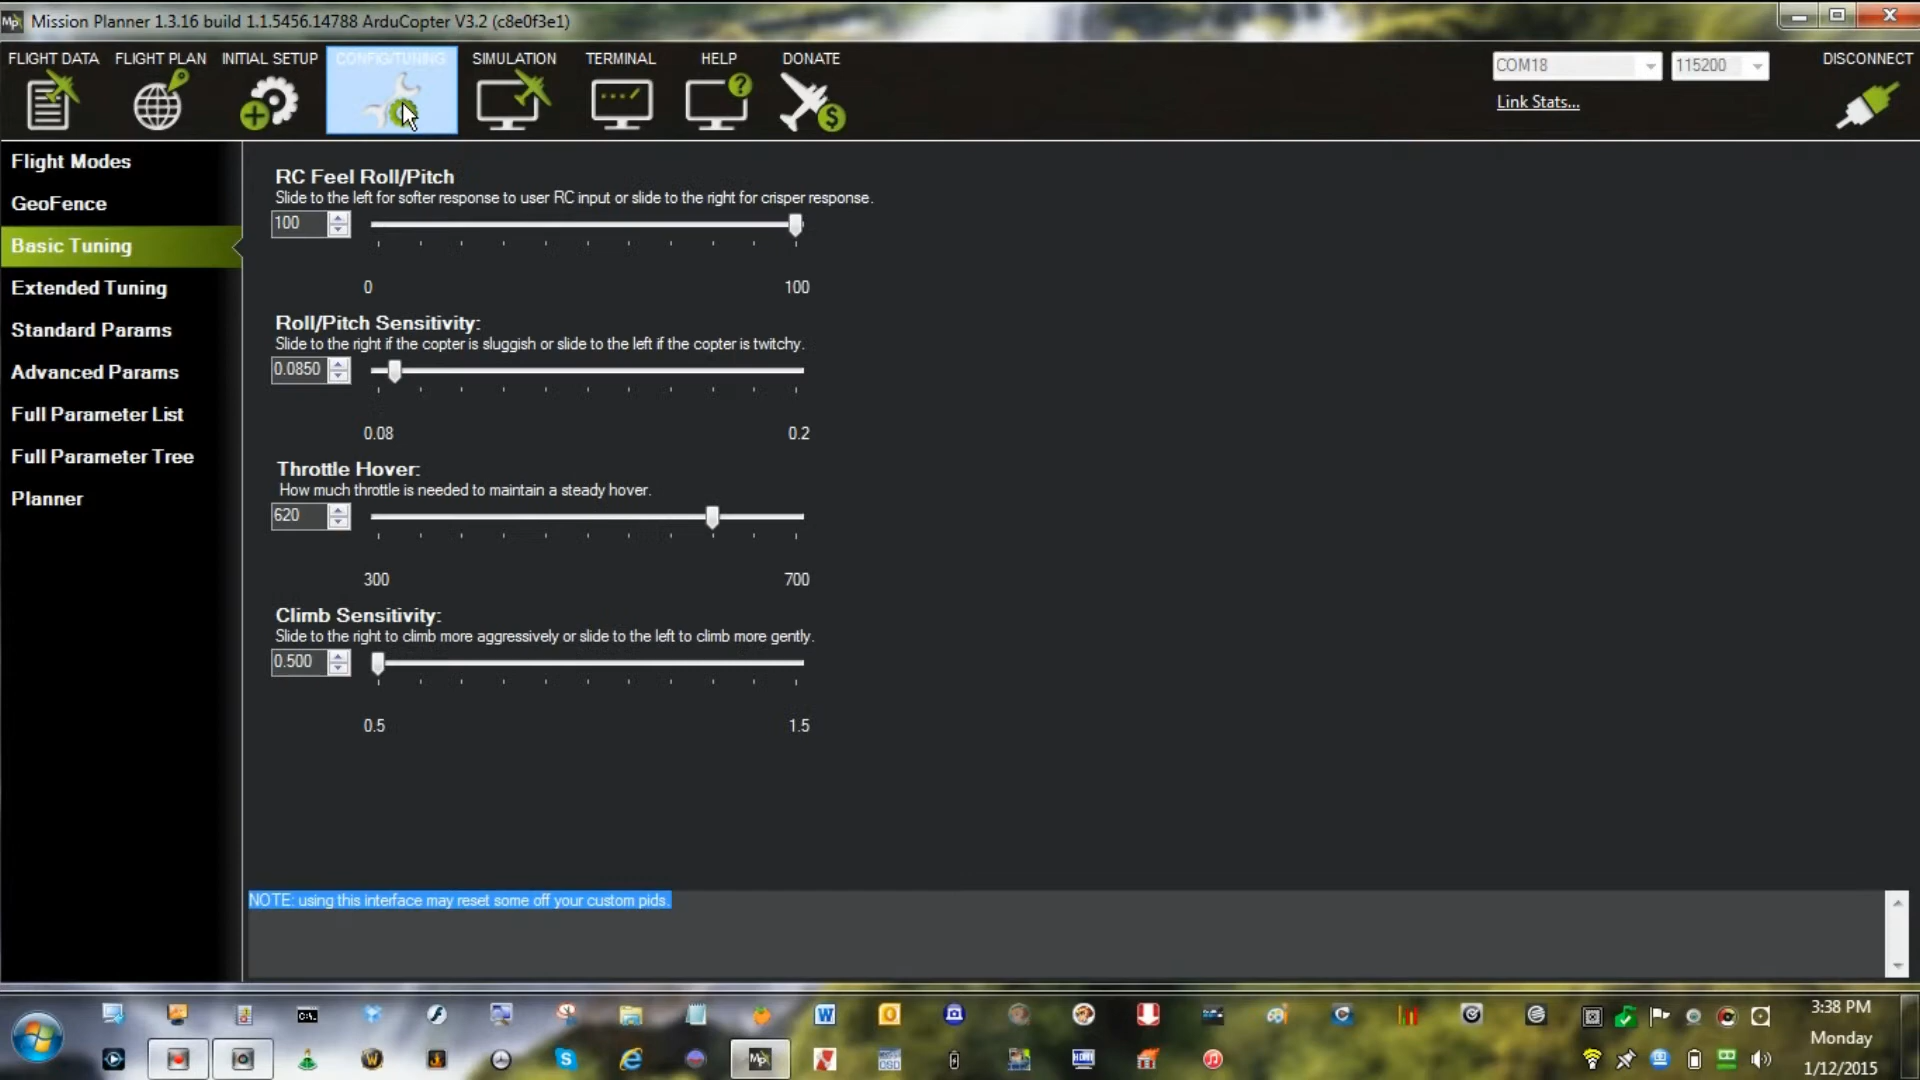 Mission Planner 1.3.16 build 1.1.5456.14788 ArduCopter V3.2 (c8e0f3e1)
FLIGHT DATA FLIGHT PLAN INITIAL SETUP CONFIG/TUNING SIMULATION TERMINAL HELP DONATE
COM18 115200 DISCONNECT
Link Stats...
Flight Modes
GeoFence
Basic Tuning
Extended Tuning
Standard Params
Advanced Params
Full Parameter List
Full Parameter Tree
Planner
RC Feel Roll/Pitch
Slide to the left for softer response to user RC input or slide to the right for crisper response.
100
0 100
Roll/Pitch Sensitivity:
Slide to the right if the copter is sluggish or slide to the left if the copter is twitchy.
0.0850
0.08 0.2
Throttle Hover:
How much throttle is needed to maintain a steady hover.
620
300 700
Climb Sensitivity:
Slide to the right to climb more aggressively or slide to the left to climb more gently.
0.500
0.5 1.5
NOTE: using this interface may reset some off your custom pids.
3:38 PM
Monday
1/12/2015